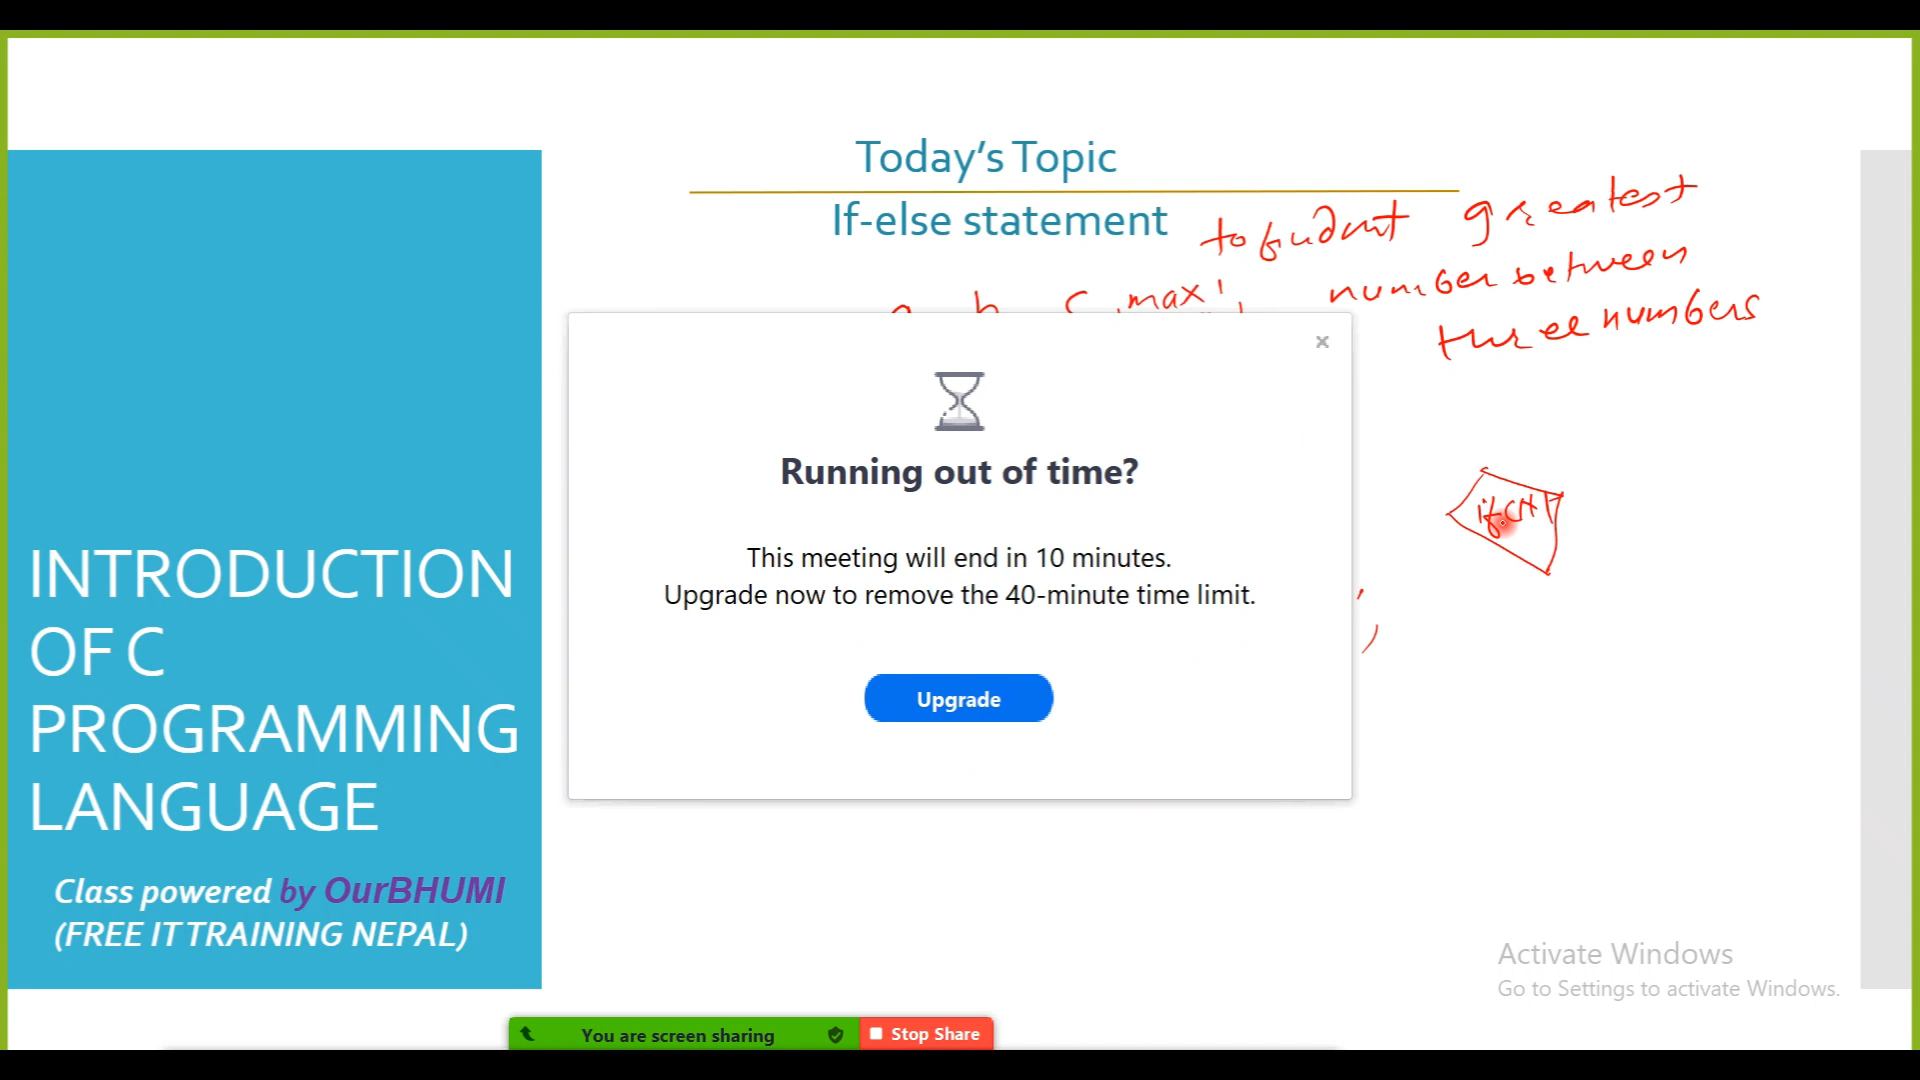 Today's Topic
If-else statement
to findout greatest
number between
three numbers
a b c, max;
×
Running out of time?
This meeting will end in 10 minutes.
Upgrade now to remove the 40-minute time limit.
Upgrade
INTRODUCTION
OF C
PROGRAMMING
LANGUAGE
Class powered by OurBHUMI
(FREE IT TRAINING NEPAL)
Activate Windows
Go to Settings to activate Windows.
You are screen sharing
Stop Share